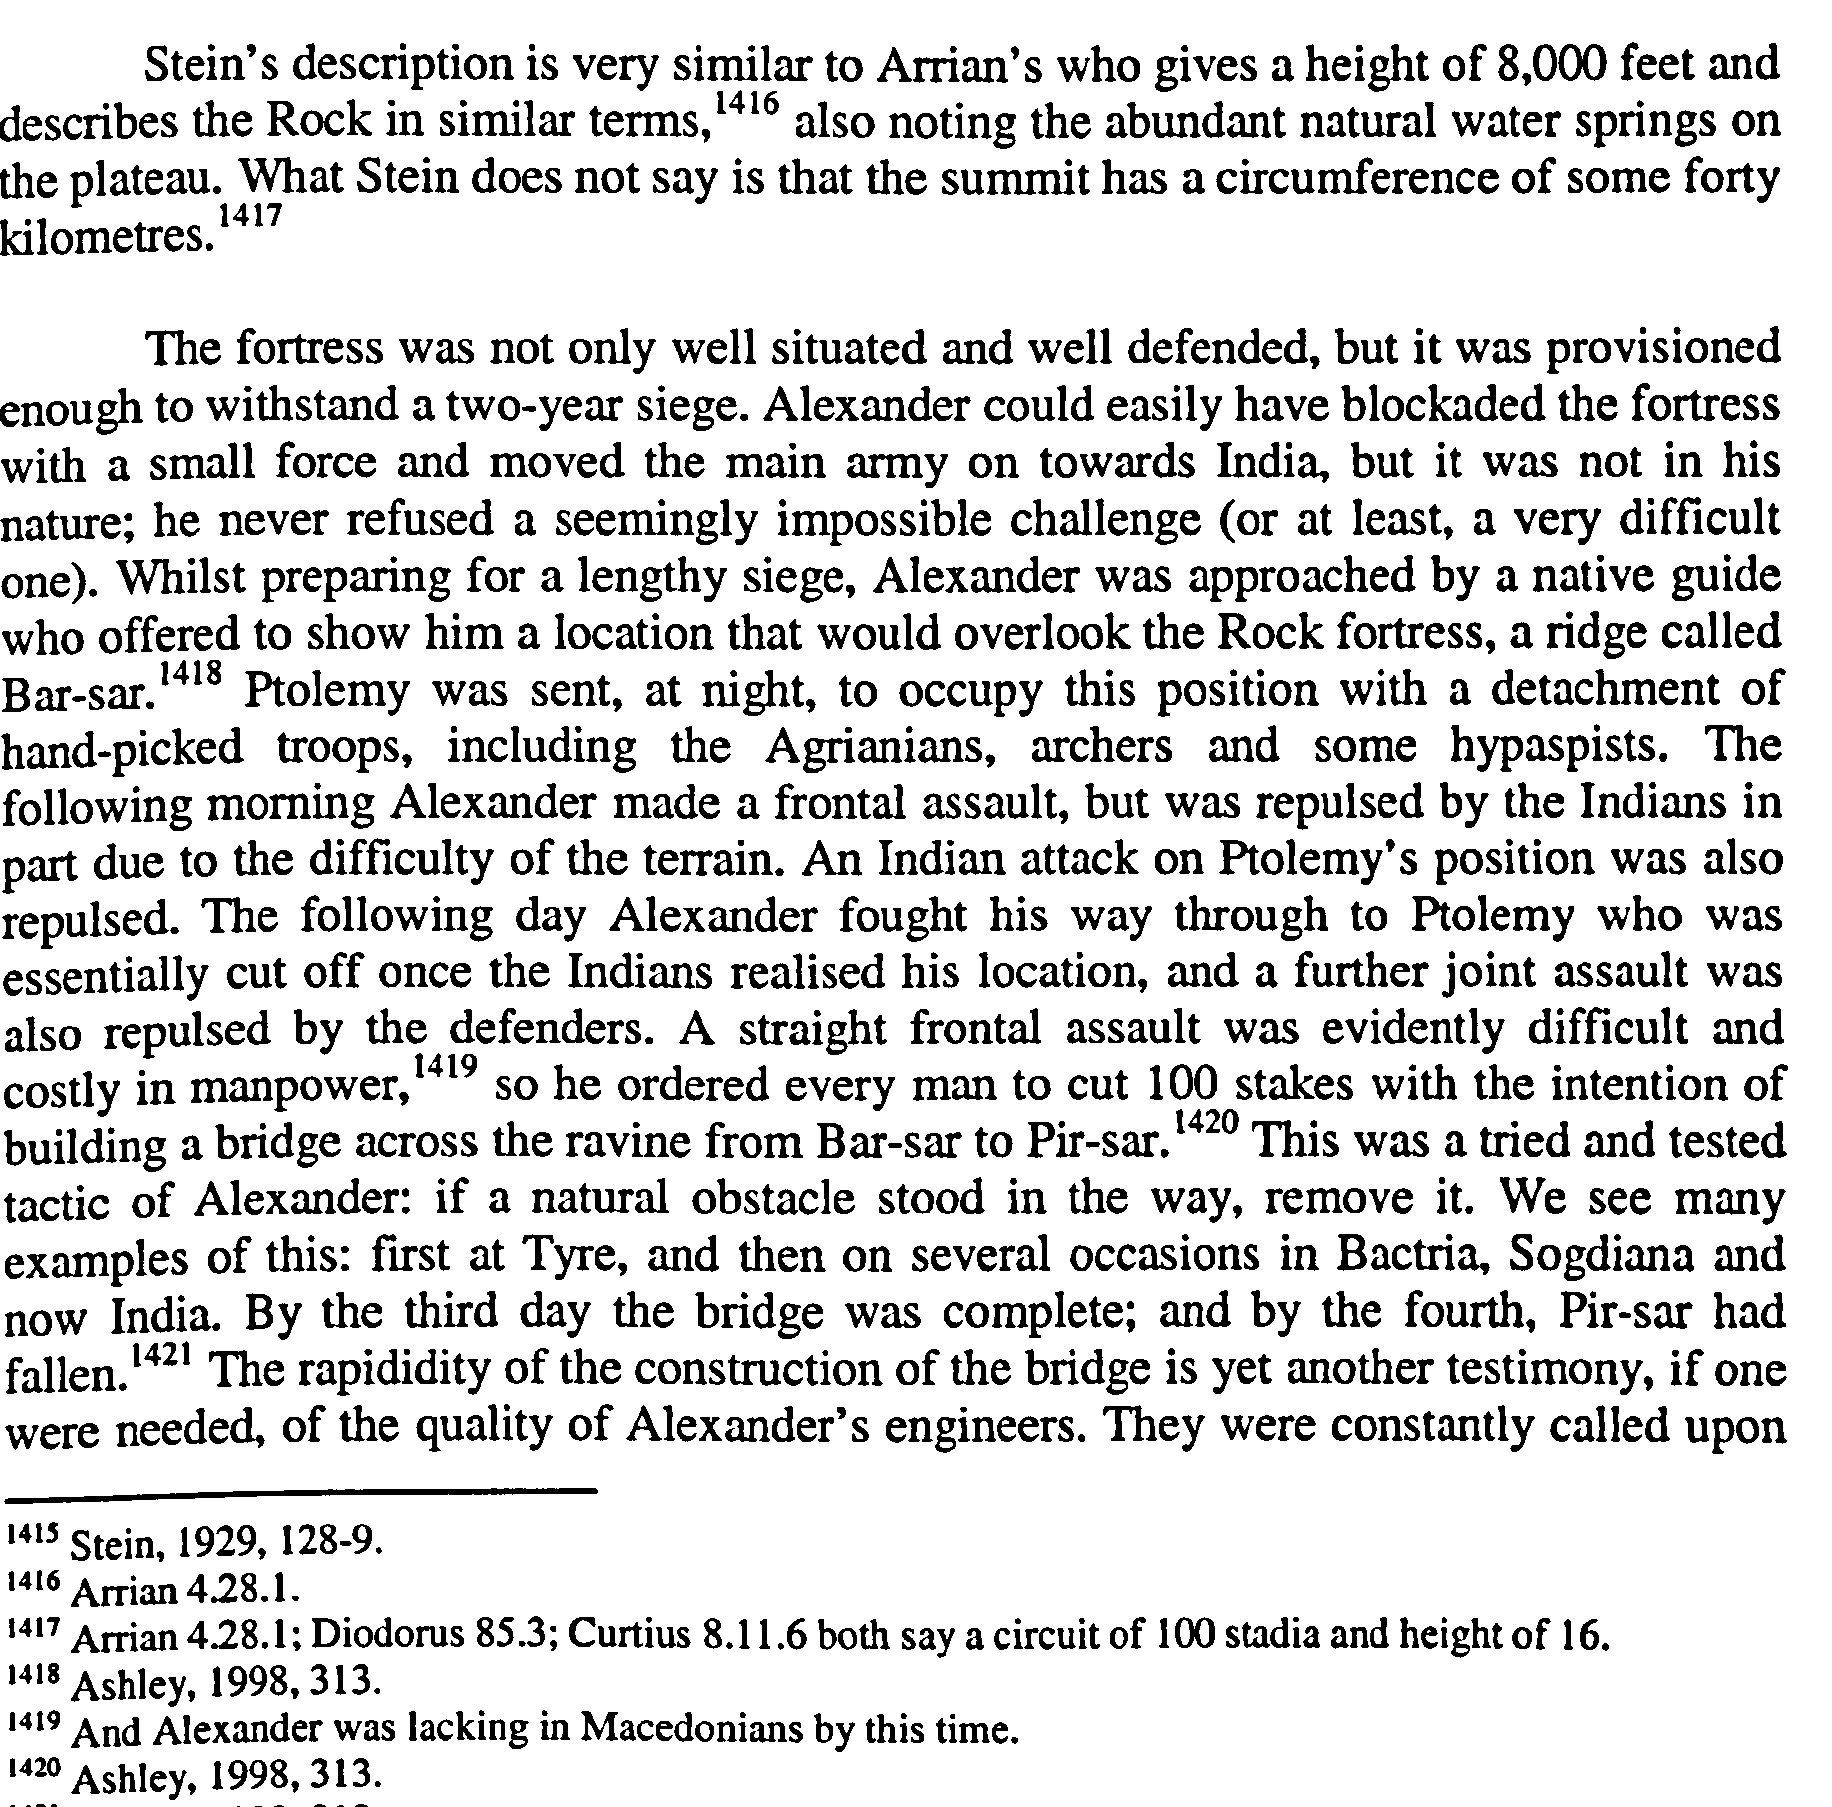 Stein's description is very similar to Arrian's who gives a height of 8,000 feet and
describes the Rock in similar terms,1416 also noting the abundant natural water springs on
the plateau. What Stein does not say is that the summit has a circumference of some forty
kilometres.1417
The fortress was not only well situated and well defended, but it was provisioned
enough to withstand a two-year siege. Alexander could easily have blockaded the fortress
with a small force and moved the main army on towards India, but it was not in his
nature; he never refused a seemingly impossible challenge (or at least, a very difficult
one). Whilst preparing for a lengthy siege, Alexander was approached by a native guide
who offered to show him a location that would overlook the Rock fortress, a ridge called
Bar-sar.1418 Ptolemy was sent, at night, to occupy this position with a detachment of
hand-picked troops, including the Agrianians, archers and some hypaspists. The
following morning Alexander made a frontal assault, but was repulsed by the Indians in
part due to the difficulty of the terrain. An Indian attack on Ptolemy's position was also
repulsed. The following day Alexander fought his way through to Ptolemy who was
essentially cut off once the Indians realised his location, and a further joint assault was
also repulsed by the defenders. A straight frontal assault was evidently difficult and
costly in manpower,1419 so he ordered every man to cut 100 stakes with the intention of
building a bridge across the ravine from Bar-sar to Pir-sar.1420 This was a tried and tested
tactic of Alexander: if a natural obstacle stood in the way, remove it. We see many
examples of this: first at Tyre, and then on several occasions in Bactria, Sogdiana and
now India. By the third day the bridge was complete; and by the fourth, Pir-sar had
fallen.1421 The rapididity of the construction of the bridge is yet another testimony, if one
were needed, of the quality of Alexander's engineers. They were constantly called upon
1415 Stein, 1929, 128-9.
1416 Arrian 4.28.1.
1417 Arrian 4.28.1; Diodorus 85.3; Curtius 8.11.6 both say a circuit of 100 stadia and height of 16.
1418 Ashley, 1998, 313.
1419 And Alexander was lacking in Macedonians by this time.
1420 Ashley, 1998, 313.